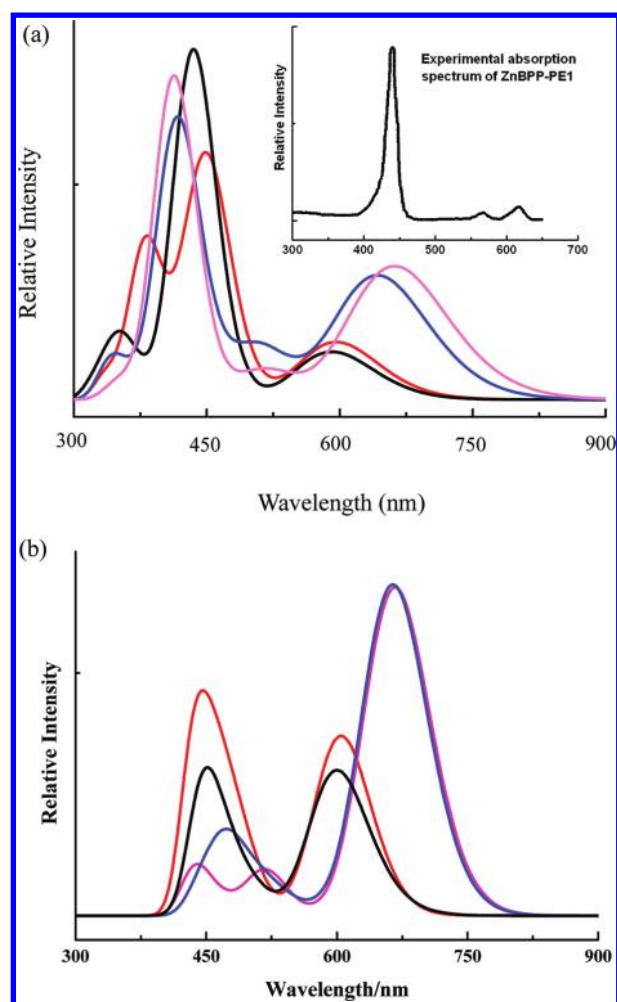 (a)
Experimental absorption
spectrum of ZnBPP-PE1
Relative Intensity
300 400 500 600 700
Relative Intensity
300 450 600 750 900
Wavelength (nm)
(b)
Relative Intensity
300 450 600 750 900
Wavelength/nm